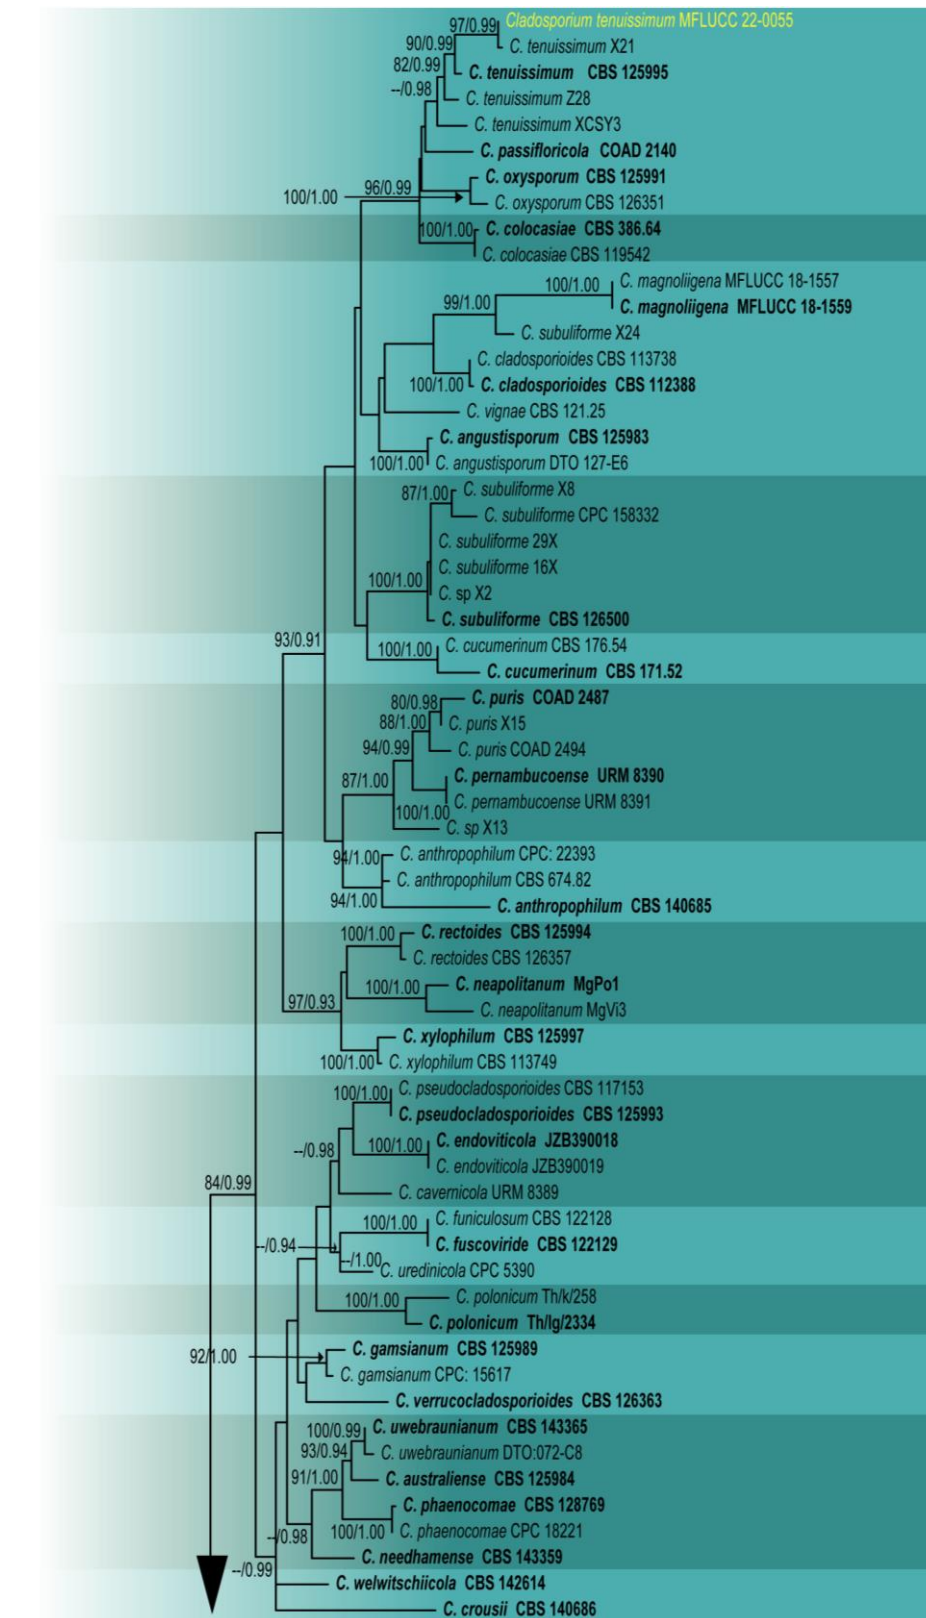 97/0.99 Cladosporium tenuissimum MFLUCC 22-0055
90/0.99 C. tenuissimum X21
82/0.99 C. tenuissimum CBS 125995
--/0.98 C. tenuissimum Z28
C. tenuissimum XCSY3
C. passifloricola COAD 2140
96/0.99 C. oxysporum CBS 125991
100/1.00 C. oxysporum CBS 126351
100/1.00 C. colocasiae CBS 386.64
C. colocasiae CBS 119542
100/1.00 C. magnoliigena MFLUCC 18-1557
99/1.00 C. magnoliigena MFLUCC 18-1559
C. subuliforme X24
C. cladosporioides CBS 113738
100/1.00 C. cladosporioides CBS 112388
C. vignae CBS 121.25
C. angustisporum CBS 125983
100/1.00 C. angustisporum DTO 127-E6
87/1.00 C. subuliforme X8
C. subuliforme CPC 158332
C. subuliforme 29X
C. subuliforme 16X
100/1.00 C. sp X2
C. subuliforme CBS 126500
93/0.91 100/1.00 C. cucumerinum CBS 176.54
C. cucumerinum CBS 171.52
80/0.98 C. puris COAD 2487
88/1.00 C. puris X15
94/0.99 C. puris COAD 2494
87/1.00 C. pernambucoense URM 8390
100/1.00 C. pernambucoense URM 8391
C. sp X13
94/1.00 C. anthropophilum CPC: 22393
C. anthropophilum CBS 674.82
94/1.00 C. anthropophilum CBS 140685
100/1.00 C. rectoides CBS 125994
C. rectoides CBS 126357
100/1.00 C. neapolitanum MgPo1
97/0.93 C. neapolitanum MgVi3
C. xylophilum CBS 125997
100/1.00 C. xylophilum CBS 113749
100/1.00 C. pseudocladosporioides CBS 117153
C. pseudocladosporioides CBS 125993
--/0.98 100/1.00 C. endoviticola JZB390018
C. endoviticola JZB390019
84/0.99 C. cavernicola URM 8389
100/1.00 C. funiculosum CBS 122128
--/0.94 C. fuscoviride CBS 122129
--/1.00 C. uredinicola CPC 5390
100/1.00 C. polonicum Th/k/258
C. polonicum Th/lg/2334
92/1.00 C. gamsianum CBS 125989
C. gamsianum CPC: 15617
C. verrucocladosporioides CBS 126363
100/0.99 C. uwebraunianum CBS 143365
93/0.94 C. uwebraunianum DTO:072-C8
91/1.00 C. australiense CBS 125984
C. phaenocomae CBS 128769
100/1.00 C. phaenocomae CPC 18221
--/0.98 C. needhamense CBS 143359
--/0.99 C. welwitschiicola CBS 142614
C. crousii CBS 140686